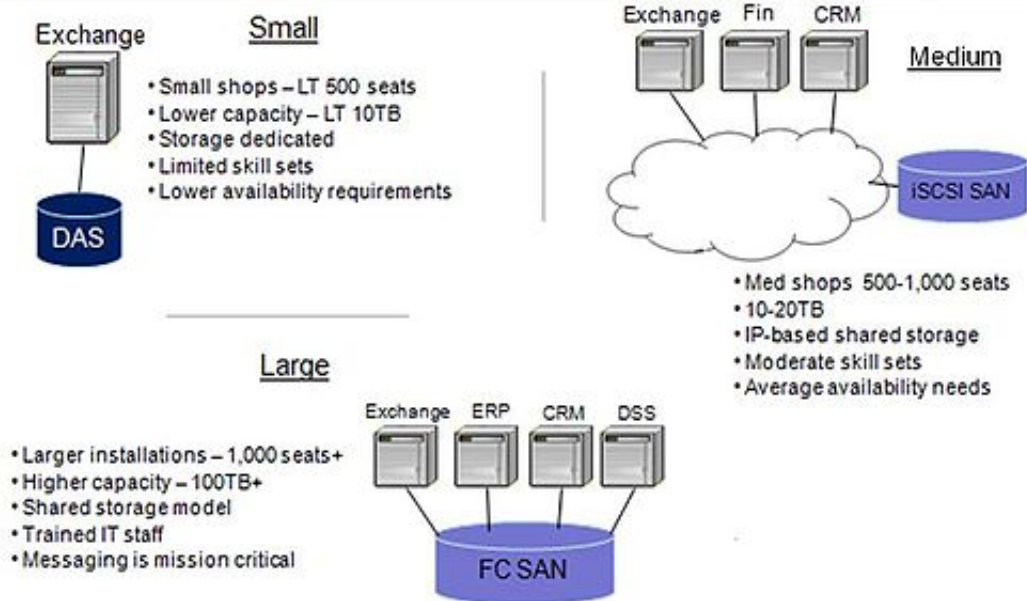 Small
Exchange
• Small shops – LT 500 seats
• Lower capacity – LT 10TB
• Storage dedicated
• Limited skill sets
• Lower availability requirements
DAS
Exchange Fin CRM
Medium
iSCSI SAN
• Med shops 500-1,000 seats
• 10-20TB
• IP-based shared storage
• Moderate skill sets
• Average availability needs
Large
Exchange ERP CRM DSS
• Larger installations – 1,000 seats+
• Higher capacity – 100TB+
• Shared storage model
• Trained IT staff
• Messaging is mission critical
FC SAN